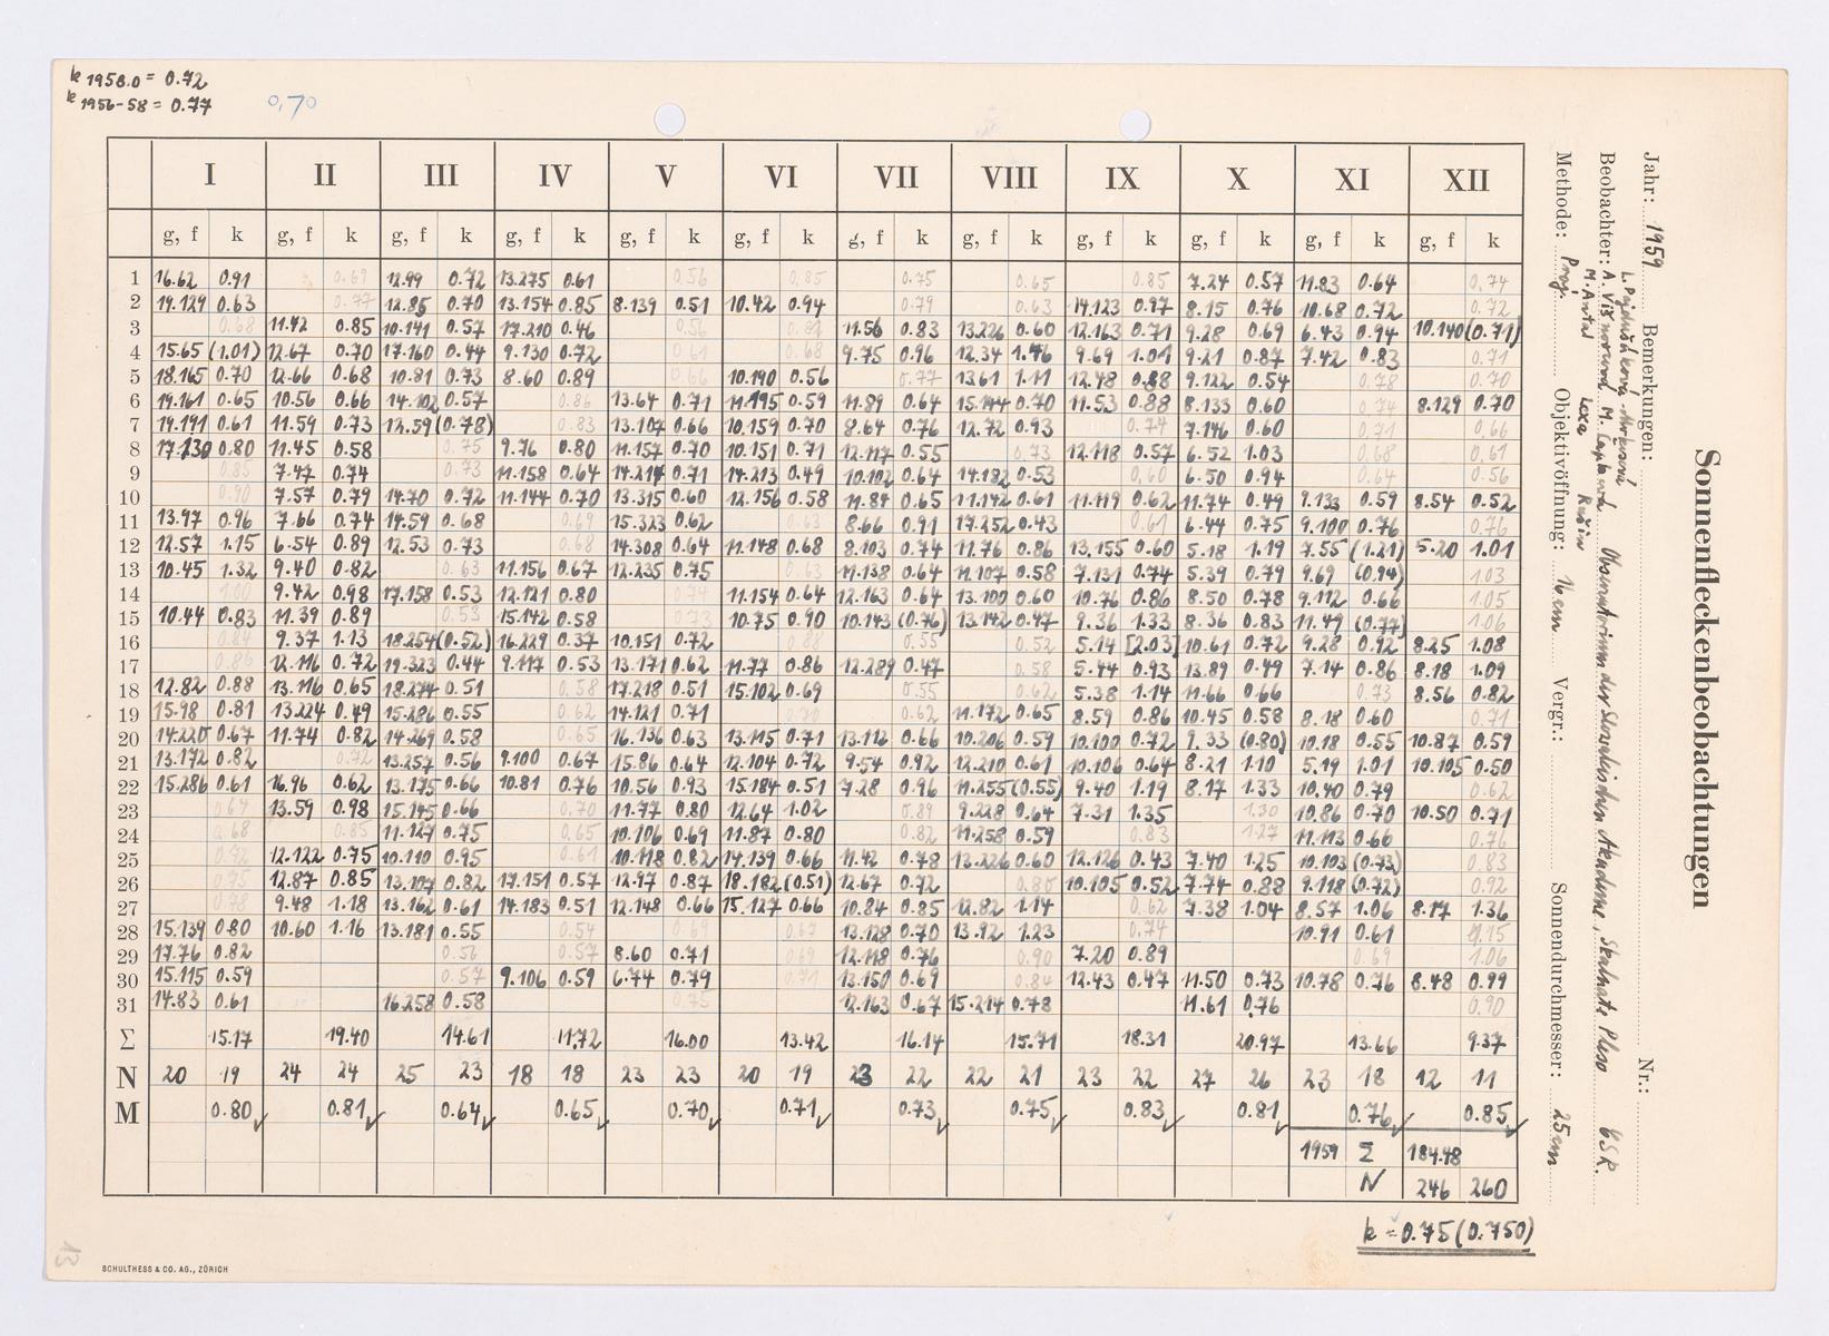 k 1958.0 = 0.72
k 1956-58 = 0.77 0,70
I II III IV V VI VII VIII IX X XI XII
g, f k g, f k g, f k g, f k g, f k g, f k g, f k g, f k g, f k g, f k g, f k g, f k
1 16.62 0.91 0.69 12.99 0.72 13.275 0.61 0.56 0.85 0.75 0.65 0.85 7.24 0.57 11.83 0.64 0.74
2 14.129 0.63 0.77 12.85 0.70 13.154 0.85 8.139 0.51 10.42 0.94 0.79 0.63 14.123 0.97 8.15 0.76 10.68 0.72 0.72
3 0.68 11.42 0.85 10.141 0.57 17.210 0.46 0.56 11.56 0.83 13.226 0.60 12.163 0.71 9.28 0.69 6.43 0.94 10.140 (0.71)
4 15.65 (1.01) 12.67 0.70 17.160 0.44 9.130 0.72 0.61 0.68 9.75 0.96 12.34 1.46 9.69 1.01 9.21 0.87 7.42 0.83 0.71
5 18.165 0.70 12.66 0.68 10.81 0.73 8.60 0.89 0.66 10.190 0.56 0.77 13.61 1.11 12.48 0.88 9.122 0.54 0.78 0.70
6 19.161 0.65 10.56 0.66 14.102 0.57 0.86 13.64 0.71 11.195 0.59 11.89 0.64 15.144 0.70 11.53 0.88 8.133 0.60 0.74 8.129 0.70
7 19.191 0.61 11.59 0.73 12.59 (0.78) 0.83 13.107 0.66 10.159 0.70 8.64 0.76 12.72 0.93 0.74 7.146 0.60 0.71 0.66
8 17.130 0.80 11.45 0.58 0.75 9.76 0.80 11.157 0.70 10.151 0.71 12.117 0.55 0.73 12.118 0.57 6.52 1.03 0.68 0.61
9 0.85 7.47 0.74 0.73 11.158 0.64 14.214 0.71 14.213 0.49 10.102 0.64 14.182 0.53 0.60 6.50 0.94 0.64 0.56
10 0.90 7.57 0.79 14.70 0.72 11.144 0.70 13.315 0.60 12.156 0.58 11.84 0.65 11.142 0.61 11.119 0.62 11.74 0.49 9.133 0.59 8.54 0.52
11 13.97 0.96 7.66 0.74 14.59 0.68 0.69 15.323 0.62 0.63 8.66 0.91 17.252 0.43 0.61 6.44 0.75 9.100 0.76 0.76
12 12.57 1.15 6.54 0.89 12.53 0.73 0.68 14.308 0.64 11.148 0.68 8.103 0.74 11.76 0.86 13.155 0.60 5.18 1.19 7.55 (1.21) 5.20 1.01
13 10.45 1.32 9.40 0.82 0.63 11.156 0.67 12.235 0.75 0.63 11.138 0.64 11.107 0.58 7.131 0.74 5.39 0.79 9.69 (0.94) 1.03
14 1.00 9.42 0.98 17.158 0.53 12.121 0.80 0.74 11.154 0.64 12.163 0.64 13.100 0.60 10.76 0.86 8.50 0.78 9.112 0.66 1.05
15 10.44 0.83 11.39 0.89 0.53 15.142 0.58 0.73 10.75 0.90 10.143 (0.76) 13.142 0.47 9.36 1.33 8.36 0.83 11.49 (0.77) 1.06
16 0.84 9.37 1.13 18.254 (0.52) 16.229 0.37 10.151 0.72 0.88 0.55 0.52 5.14 [2.03] 10.61 0.72 9.28 0.92 8.25 1.08
17 0.86 12.116 0.72 19.323 0.44 9.117 0.53 13.171 0.62 11.77 0.86 12.289 0.47 0.58 5.44 0.93 13.89 0.49 7.14 0.86 8.18 1.09
18 12.82 0.88 13.116 0.65 18.274 0.51 0.58 17.218 0.51 15.102 0.69 0.55 0.62 5.38 1.14 11.66 0.66 0.73 8.56 0.82
19 15.98 0.81 13.224 0.49 15.286 0.55 0.62 14.121 0.71 0.62 11.172 0.65 8.59 0.86 10.45 0.58 8.18 0.60 0.71
20 14.220 0.67 11.74 0.82 14.269 0.58 0.65 16.136 0.63 13.115 0.71 13.112 0.66 10.206 0.59 10.100 0.72 9.33 (0.80) 10.18 0.55 10.87 0.59
21 13.172 0.82 0.72 13.257 0.56 9.100 0.67 15.86 0.64 12.104 0.72 9.54 0.92 12.210 0.61 10.106 0.64 8.21 1.10 5.19 1.01 10.105 0.50
22 15.286 0.61 16.96 0.62 13.175 0.66 10.81 0.76 10.56 0.93 15.184 0.51 7.28 0.96 11.255 (0.55) 9.40 1.19 8.17 1.33 10.40 0.79 0.62
23 0.64 13.59 0.98 15.145 0.66 0.70 11.77 0.80 12.64 1.02 0.89 9.228 0.64 7.31 1.35 1.30 10.86 0.70 10.50 0.71
24 0.68 0.85 11.127 0.75 0.65 10.106 0.69 11.87 0.80 0.82 11.258 0.59 0.83 1.27 11.113 0.66 0.76
25 0.72 12.122 0.75 10.110 0.95 0.61 10.118 0.82 14.139 0.66 11.42 0.78 13.226 0.60 12.126 0.43 7.40 1.25 10.103 (0.73) 0.83
26 0.75 12.87 0.85 13.107 0.82 17.151 0.57 12.97 0.87 18.182 (0.51) 12.67 0.72 0.86 10.105 0.52 7.74 0.88 9.118 (0.72) 0.92
27 0.78 9.48 1.18 13.162 0.61 14.183 0.51 12.148 0.66 15.127 0.66 10.84 0.85 12.82 1.14 0.62 7.38 1.04 8.57 1.06 8.17 1.36
28 15.139 0.80 10.60 1.16 13.181 0.55 0.54 0.69 0.67 13.128 0.70 13.92 1.23 0.74 10.91 0.61 1.15
29 17.76 0.82 0.56 0.57 8.60 0.71 0.69 12.118 0.76 0.90 7.20 0.89 0.69 1.06
30 15.115 0.59 0.57 9.106 0.59 6.74 0.79 0.71 13.150 0.69 0.84 12.43 0.47 11.50 0.73 10.78 0.76 8.48 0.99
31 14.83 0.61 16.258 0.58 0.75 12.163 0.67 15.214 0.78 11.61 0.76 0.90
Σ 15.17 19.40 14.61 11.72 16.00 13.42 16.14 15.71 18.31 20.97 13.66 9.37
N 20 19 24 24 25 23 18 18 23 23 20 19 23 22 22 21 23 22 27 26 23 18 12 11
M 0.80 0.81 0.64 0.65 0.70 0.71 0.73 0.75 0.83 0.81 0.76 0.85
1959 Σ 184.48
N 246 260
k = 0.75 (0.750)
13
SCHULTHESS & CO. AG., ZÜRICH
Sonnenfleckenbeobachtungen
Jahr: 1959 Bemerkungen: Nr.:
Beobachter: M. Antal Observatorium der Slowakischen Akademie, Skalnaté Pleso ČSR.
Methode: Proj. Objektivöffnung: 16 cm Vergr.: Sonnendurchmesser: 25 cm